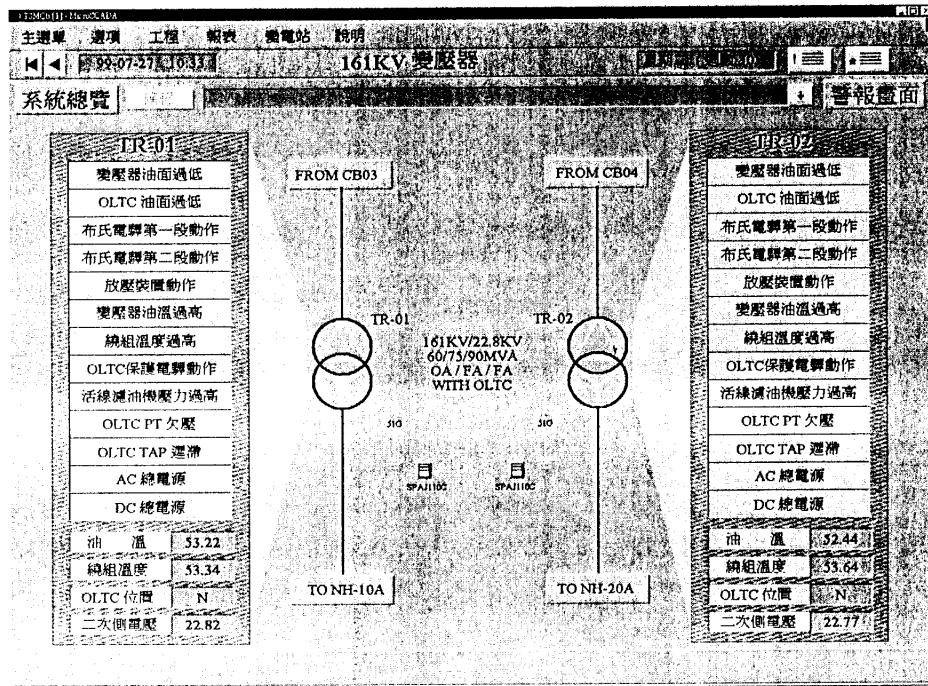 主選單 選項 工程 報表 變電站 說明
99-07-27 10:33
161KV 變壓器
系統總覽
警報畫面
TR-01
變壓器油面過低
OLTC 油面過低
布氏電驛第一段動作
布氏電驛第二段動作
放壓裝置動作
變壓器油溫過高
繞組溫度過高
OLTC保護電驛動作
活線濾油機壓力過高
OLTC PT 欠壓
OLTC TAP 遲滯
AC 總電源
DC 總電源
油 溫 53.22
繞組溫度 53.34
OLTC 位置 N
二次側電壓 22.82
FROM CB03
FROM CB04
TR-01
TR-02
161KV/22.8KV
60/75/90MVA
OA / FA / FA
WITH OLTC
51G
51G
SPAJ110C
SPAJ110C
TO NH-10A
TO NH-20A
TR-02
變壓器油面過低
OLTC 油面過低
布氏電驛第一段動作
布氏電驛第二段動作
放壓裝置動作
變壓器油溫過高
繞組溫度過高
OLTC保護電驛動作
活線濾油機壓力過高
OLTC PT 欠壓
OLTC TAP 遲滯
AC 總電源
DC 總電源
油 溫 52.44
繞組溫度 53.64
OLTC 位置 N
二次側電壓 22.77